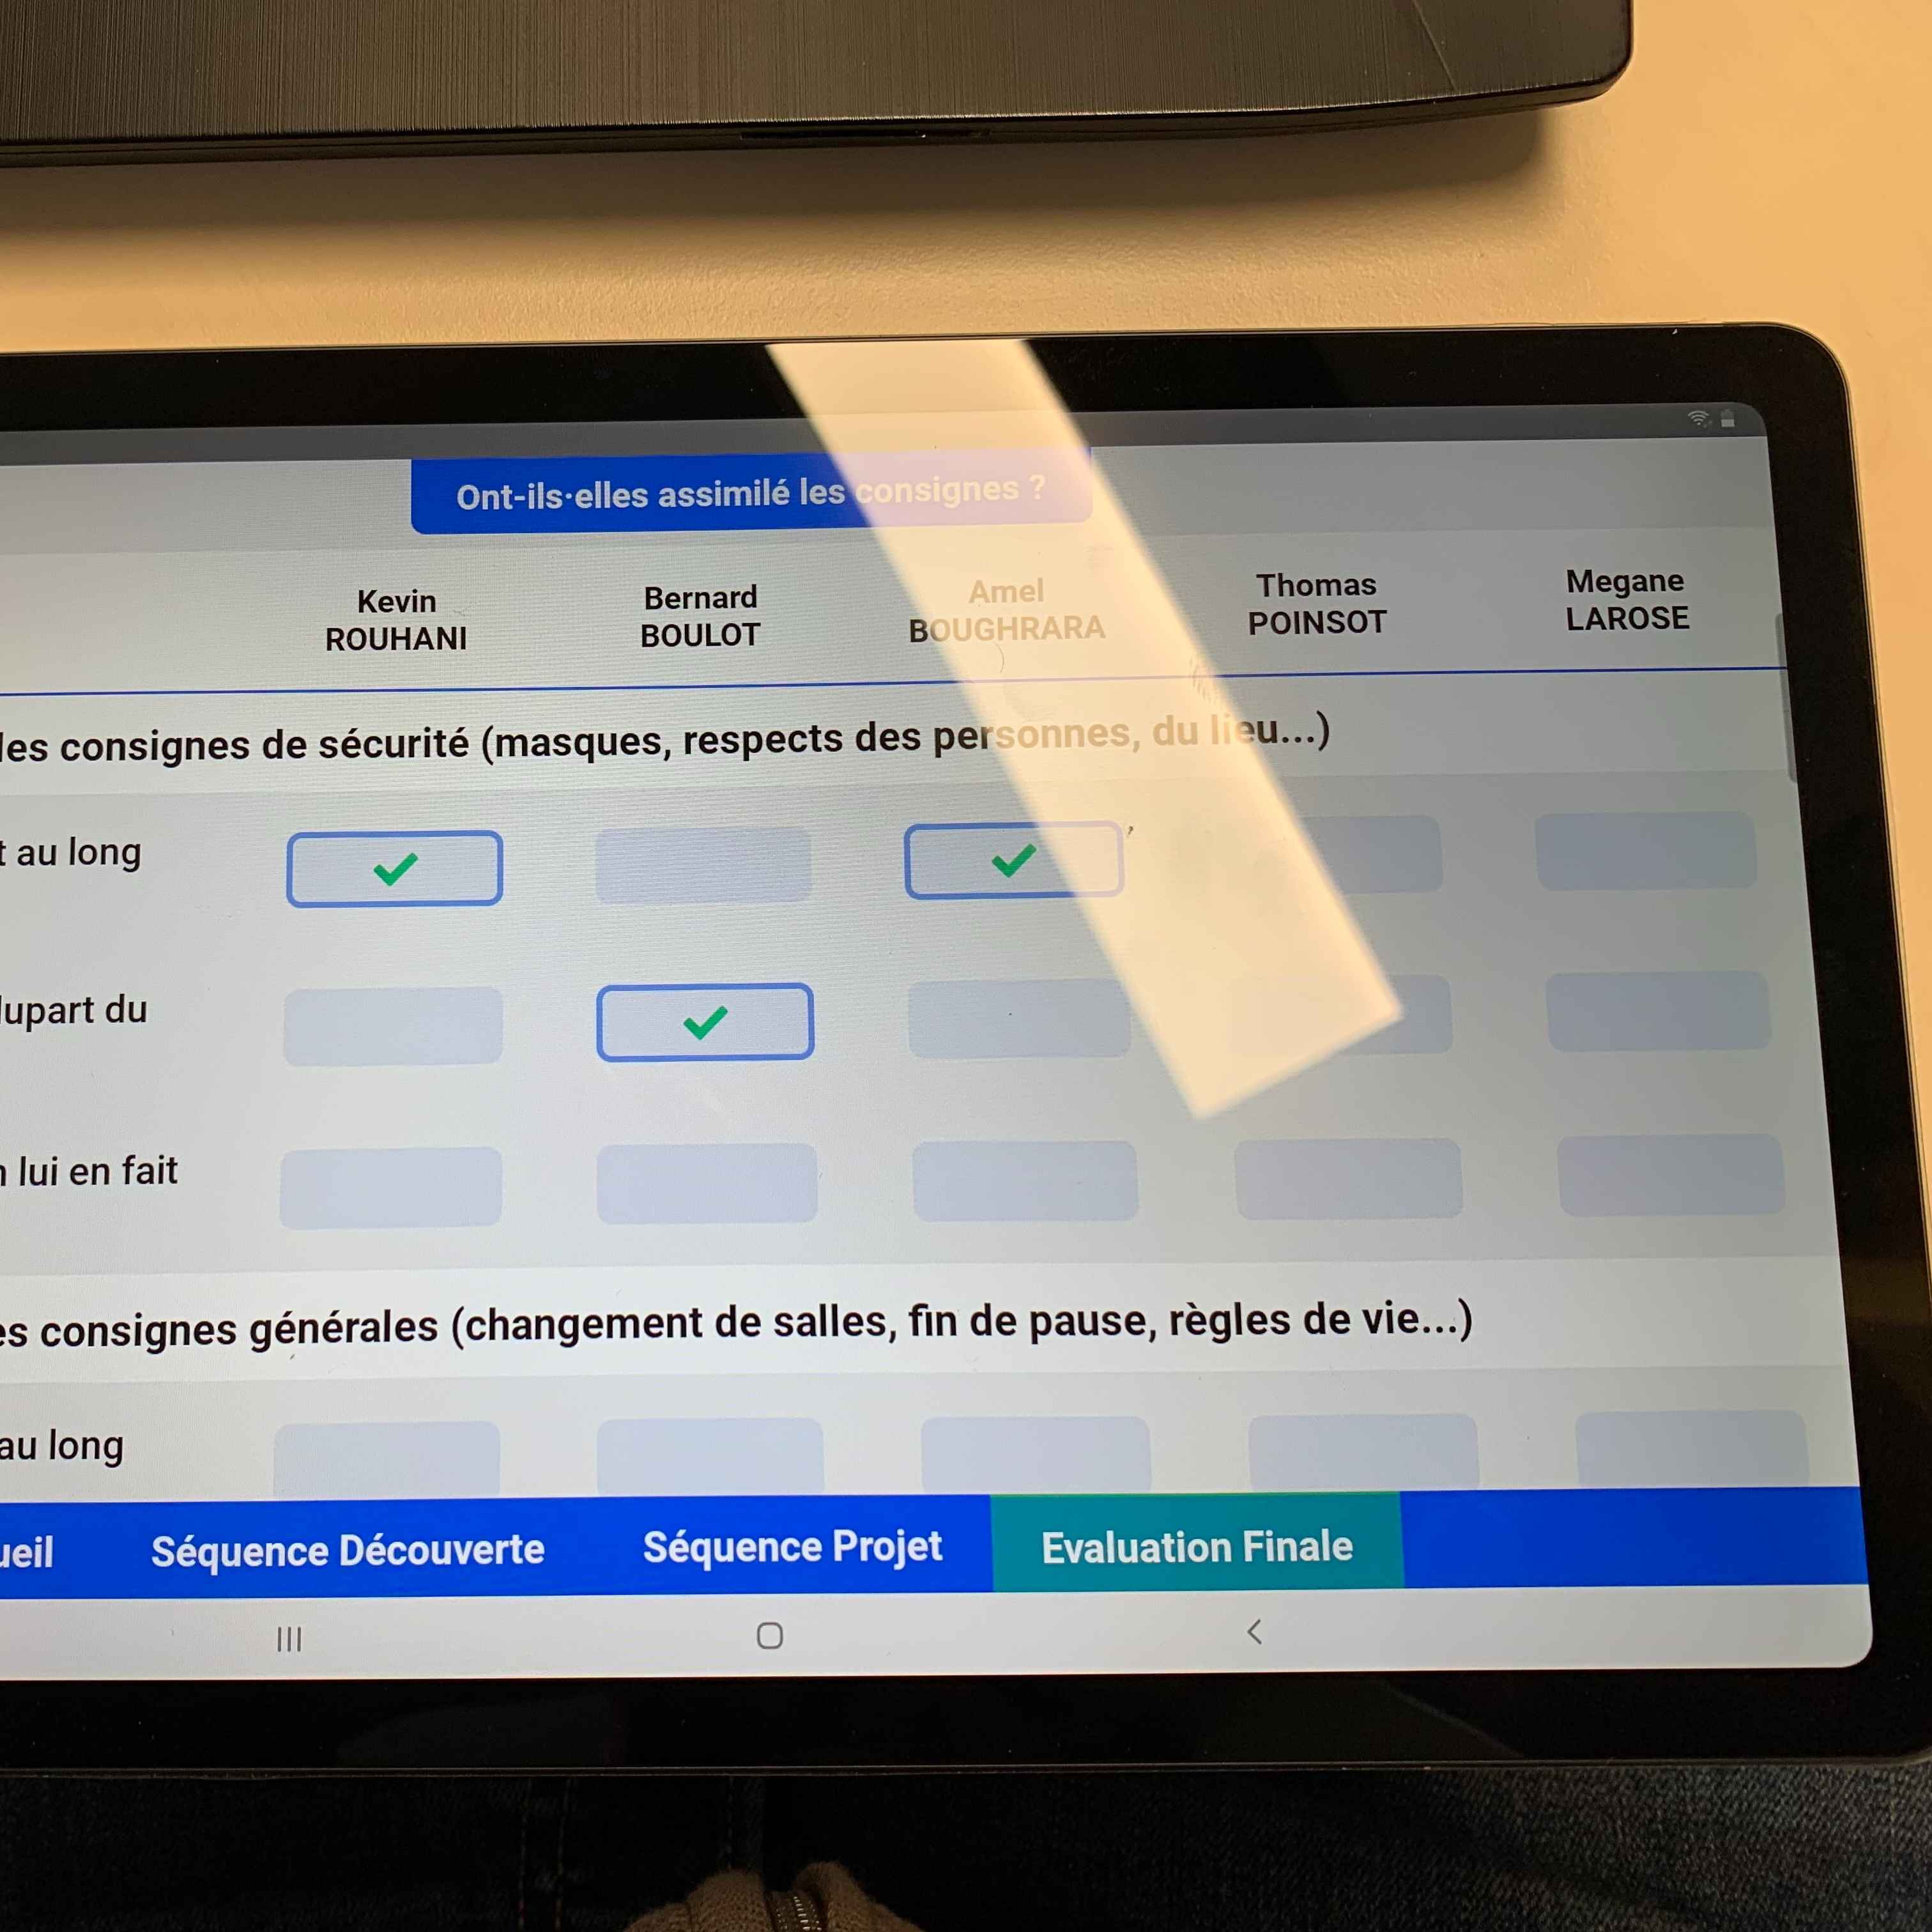 Ont-ils·elles assimilé les consignes ?
Kevin Bernard Amel Thomas Megane
ROUHANI BOULOT BOUGHRARA POINSOT LAROSE
les consignes de sécurité (masques, respects des personnes, du lieu...)
t au long
lupart du
lui en fait
es consignes générales (changement de salles, fin de pause, règles de vie...)
au long
ueil Séquence Découverte Séquence Projet Evaluation Finale